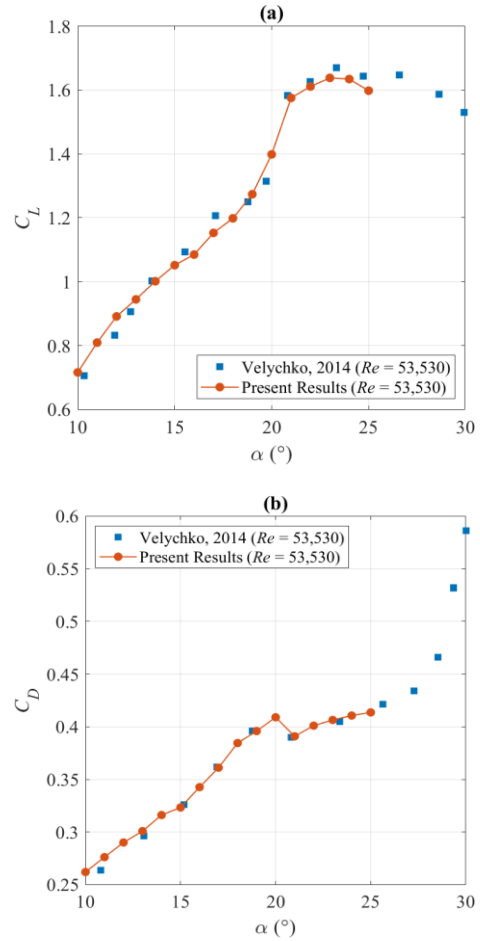 (a)
1.8
1.6
1.4
1.2
1
0.8
0.6
C_L
Velychko, 2014 (Re = 53,530)
Present Results (Re = 53,530)
10 15 20 25 30
α (°)
(b)
0.6
0.55
0.5
0.45
0.4
0.35
0.3
0.25
C_D
Velychko, 2014 (Re = 53,530)
Present Results (Re = 53,530)
10 15 20 25 30
α (°)